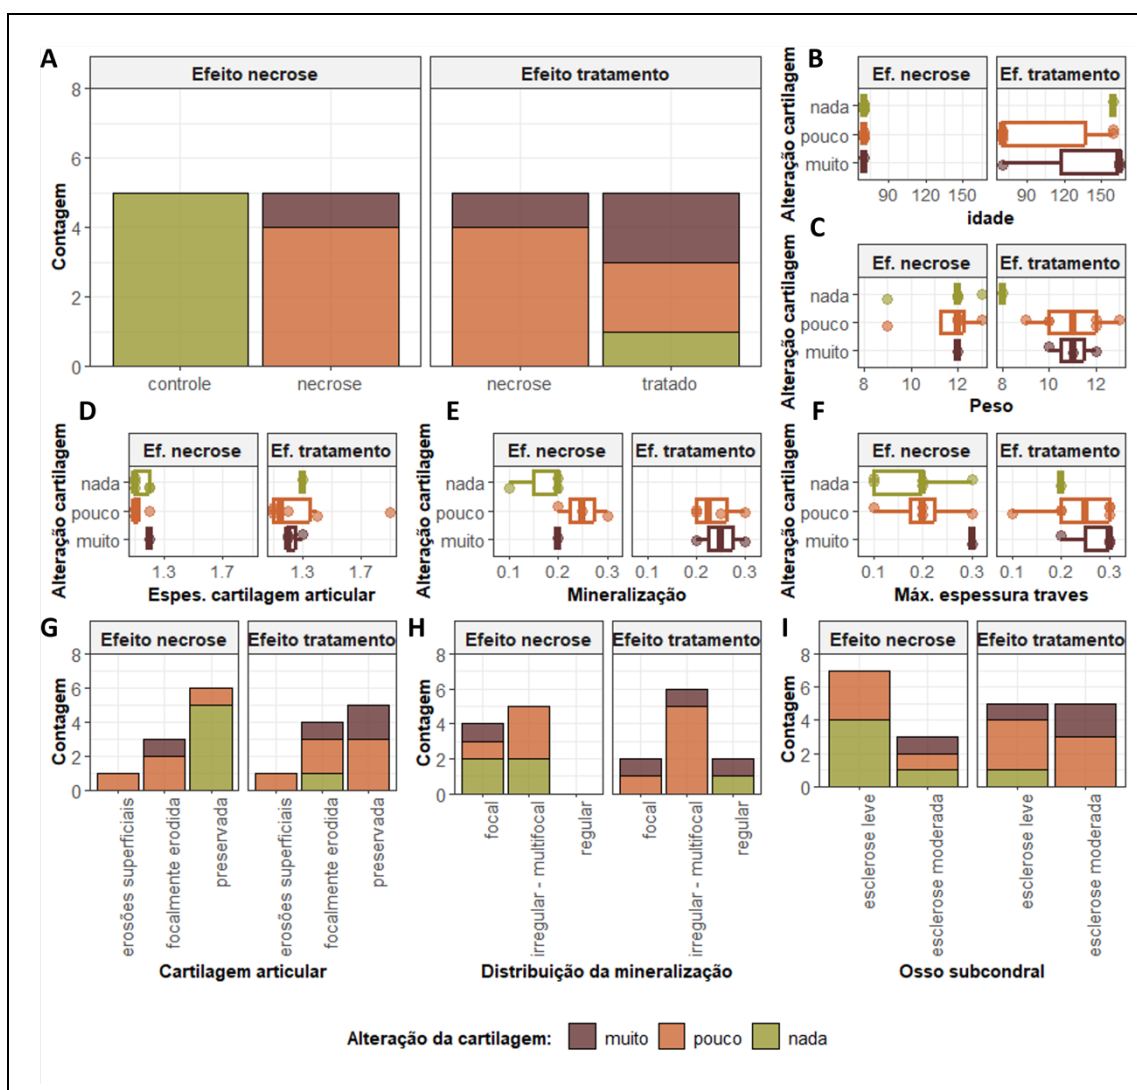 A
Efeito necrose
Efeito tratamento
Contagem
8
6
4
2
0
controle
necrose
necrose
tratado
B
Alteração cartilagem
Ef. necrose
Ef. tratamento
nada
pouco
muito
90 120 150
90 120 150
idade
C
Alteração cartilagem
Ef. necrose
Ef. tratamento
nada
pouco
muito
8 10 12
8 10 12
Peso
D
Alteração cartilagem
Ef. necrose
Ef. tratamento
nada
pouco
muito
1.3 1.7
1.3 1.7
Espes. cartilagem articular
E
Alteração cartilagem
Ef. necrose
Ef. tratamento
nada
pouco
muito
0.1 0.2 0.3
0.1 0.2 0.3
Mineralização
F
Alteração cartilagem
Ef. necrose
Ef. tratamento
nada
pouco
muito
0.1 0.2 0.3
0.1 0.2 0.3
Máx. espessura traves
G
Efeito necrose
Efeito tratamento
Contagem
8
6
4
2
0
erosões superficiais
focalmente erodida
preservada
erosões superficiais
focalmente erodida
preservada
Cartilagem articular
H
Efeito necrose
Efeito tratamento
Contagem
8
6
4
2
0
focal
irregular - multifocal
regular
focal
irregular - multifocal
regular
Distribuição da mineralização
I
Efeito necrose
Efeito tratamento
Contagem
8
6
4
2
0
esclerose leve
esclerose moderada
esclerose leve
esclerose moderada
Osso subcondral
Alteração da cartilagem: muito pouco nada